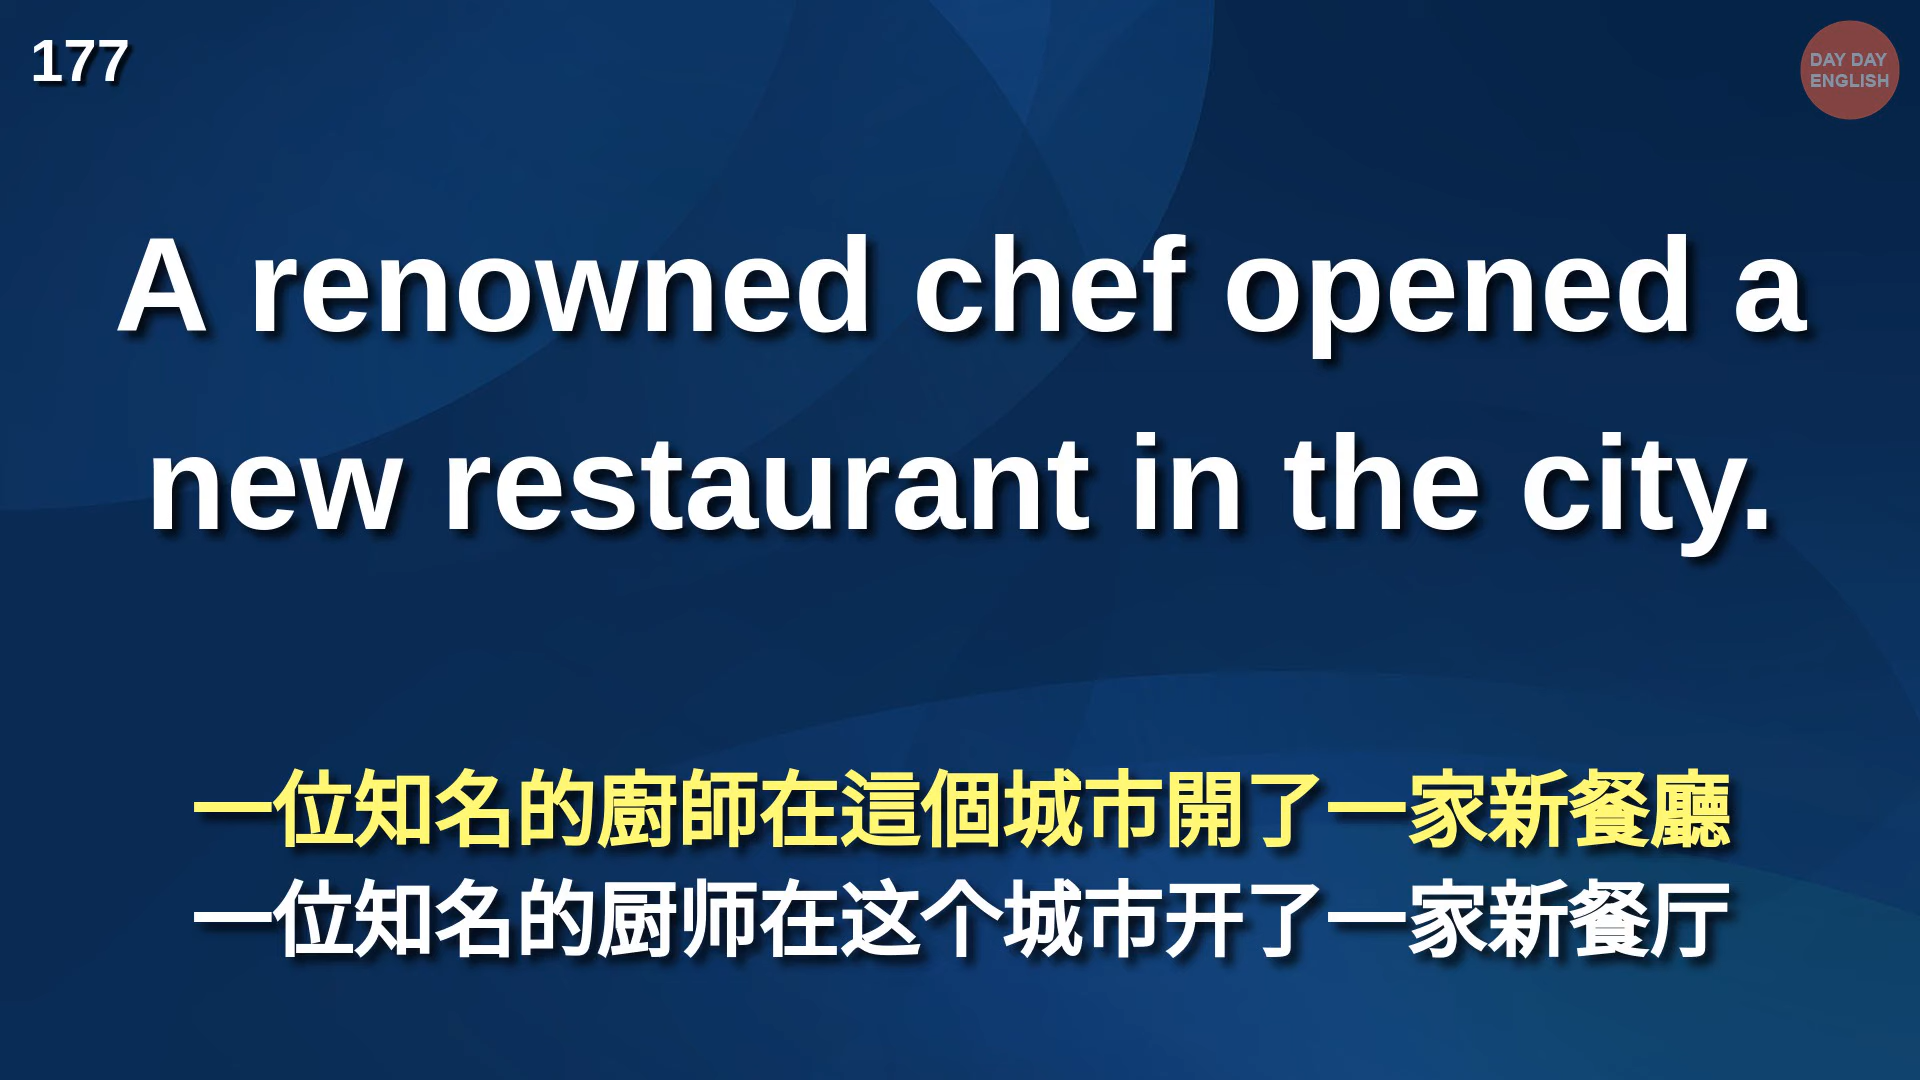 177
DAY DAY
ENGLISH
A renowned chef opened a
new restaurant in the city.
一位知名的廚師在這個城市開了一家新餐廳
一位知名的厨师在这个城市开了一家新餐厅